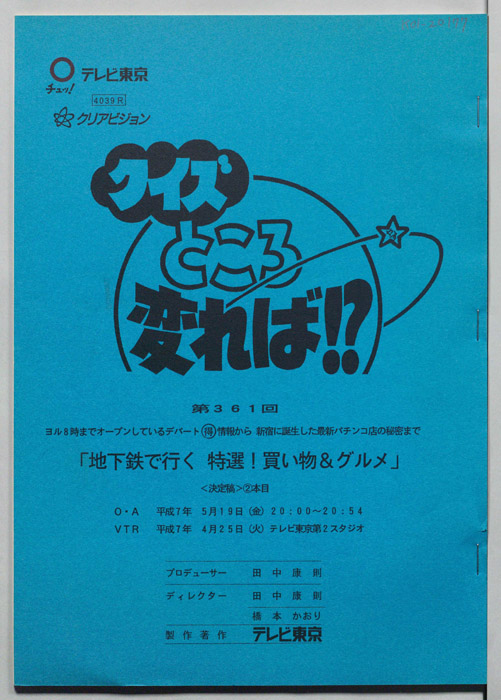 テレビ東京
チュッ!
4039R
クリアビジョン
クイズ
ところ
変れば!?
第361回
ヨル8時までオープンしているデパート得情報から 新宿に誕生した最新パチンコ店の秘密まで
「地下鉄で行く 特選!買い物&グルメ」
<決定稿>②本目
O・A 平成7年 5月19日(金)20:00〜20:54
VTR 平成7年 4月25日(火)テレビ東京第2スタジオ
プロデューサー 田中康則
ディレクター 田中康則
橋本かおり
製作著作 テレビ東京